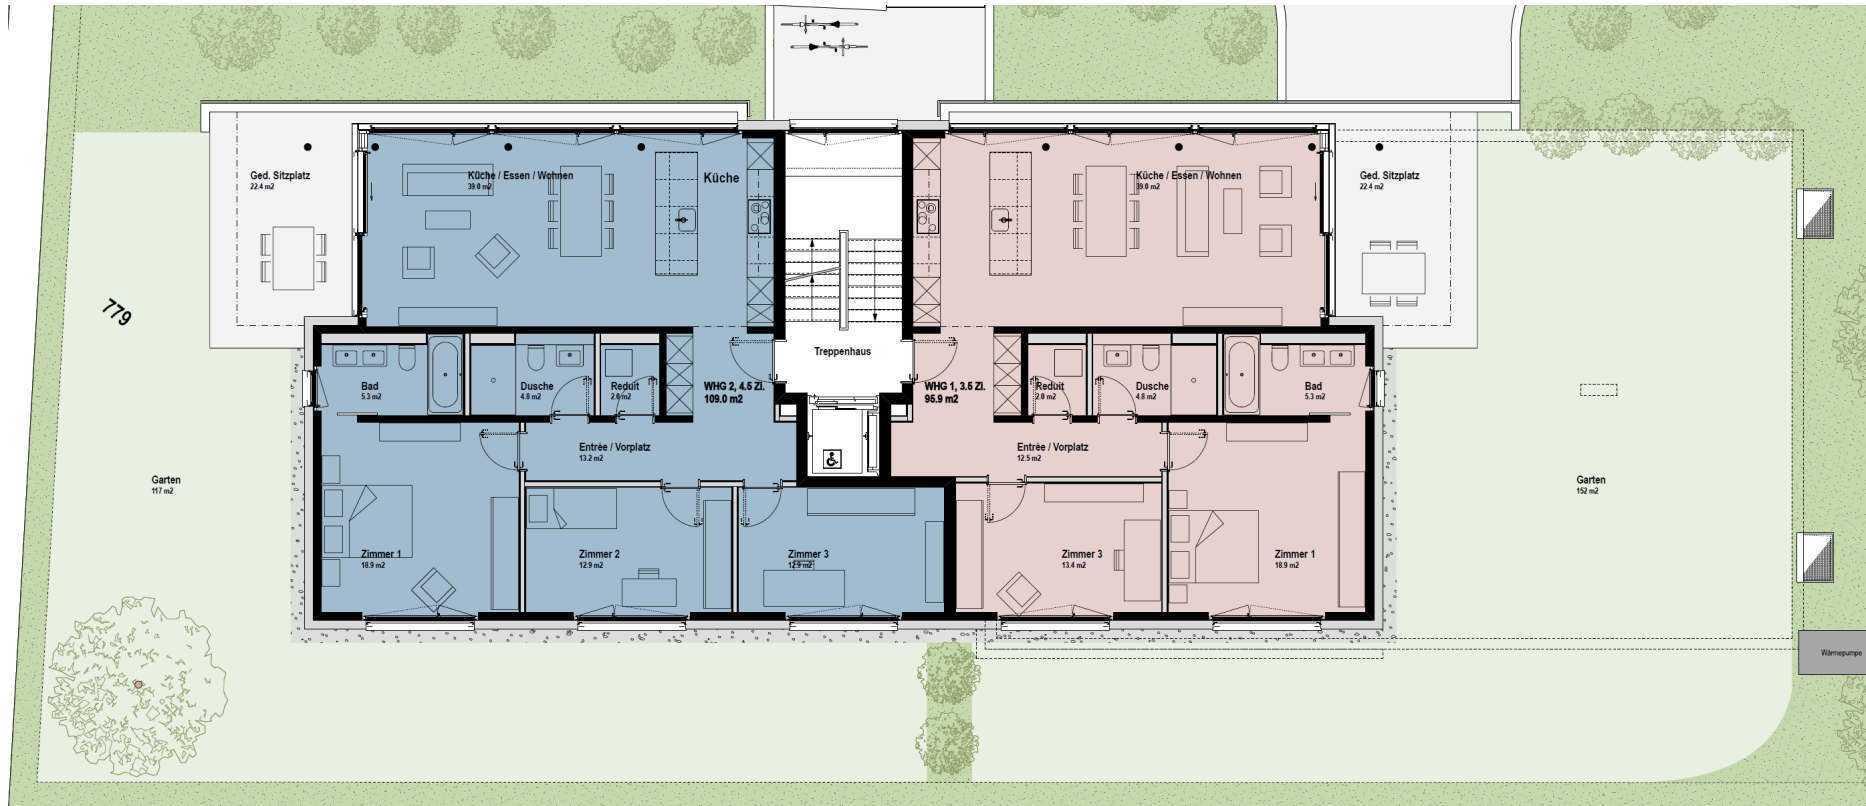 Ged. Sitzplatz
22.4 m2
Küche / Essen / Wohnen
39.0 m2
Küche
Küche / Essen / Wohnen
39.0 m2
Ged. Sitzplatz
22.4 m2
779
Treppenhaus
Bad
5.3 m2
Dusche
4.8 m2
Reduit
2.0 m2
WHG 2, 4.5 Zi.
109.0 m2
WHG 1, 3.5 Zi.
95.9 m2
Reduit
2.0 m2
Dusche
4.8 m2
Bad
5.3 m2
Entrée / Vorplatz
13.2 m2
Entrée / Vorplatz
12.5 m2
Garten
117 m2
Garten
152 m2
Zimmer 1
18.9 m2
Zimmer 2
12.9 m2
Zimmer 3
12.9 m2
Zimmer 3
13.4 m2
Zimmer 1
18.9 m2
Wärmepumpe